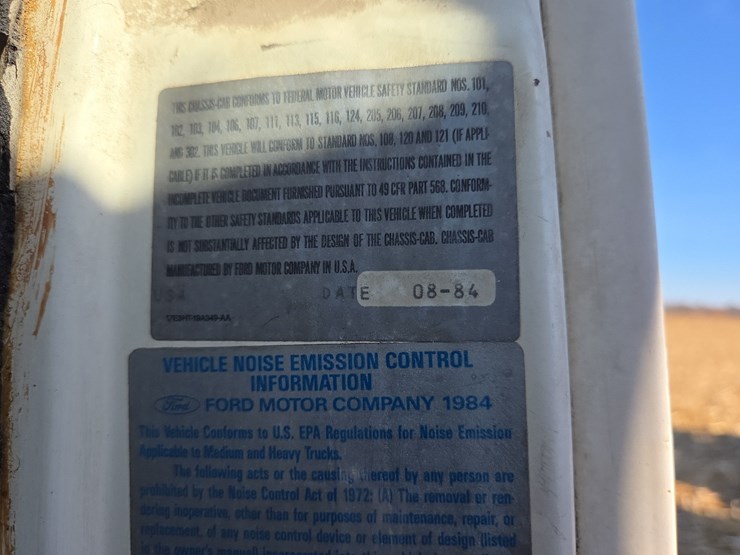 THIS CHASSIS-CAB CONFORMS TO FEDERAL MOTOR VEHICLE SAFETY STANDARD NOS. 101,
102, 103, 104, 106, 107, 111, 113, 115, 116, 124, 205, 206, 207, 208, 209, 210,
AND 302. THIS VEHICLE WILL CONFORM TO STANDARD NOS. 108, 120 AND 121 (IF APPLI-
CABLE) IF IT IS COMPLETED IN ACCORDANCE WITH THE INSTRUCTIONS CONTAINED IN THE
INCOMPLETE VEHICLE DOCUMENT FURNISHED PURSUANT TO 49 CFR PART 568. CONFORM-
ITY TO THE OTHER SAFETY STANDARDS APPLICABLE TO THIS VEHICLE WHEN COMPLETED
IS NOT SUBSTANTIALLY AFFECTED BY THE DESIGN OF THE CHASSIS-CAB. CHASSIS-CAB
MANUFACTURED BY FORD MOTOR COMPANY IN U.S.A.
DATE 08-84
VEHICLE NOISE EMISSION CONTROL
INFORMATION
Ford FORD MOTOR COMPANY 1984
This Vehicle Conforms to U.S. EPA Regulations for Noise Emission
Applicable to Medium and Heavy Trucks.
The following acts or the causing thereof by any person are
prohibited by the Noise Control Act of 1972: (A) The removal or ren-
dering inoperative, other than for purposes of maintenance, repair, or
replacement, of any noise control device or element of design (listed
in the owner's manual) incorporated